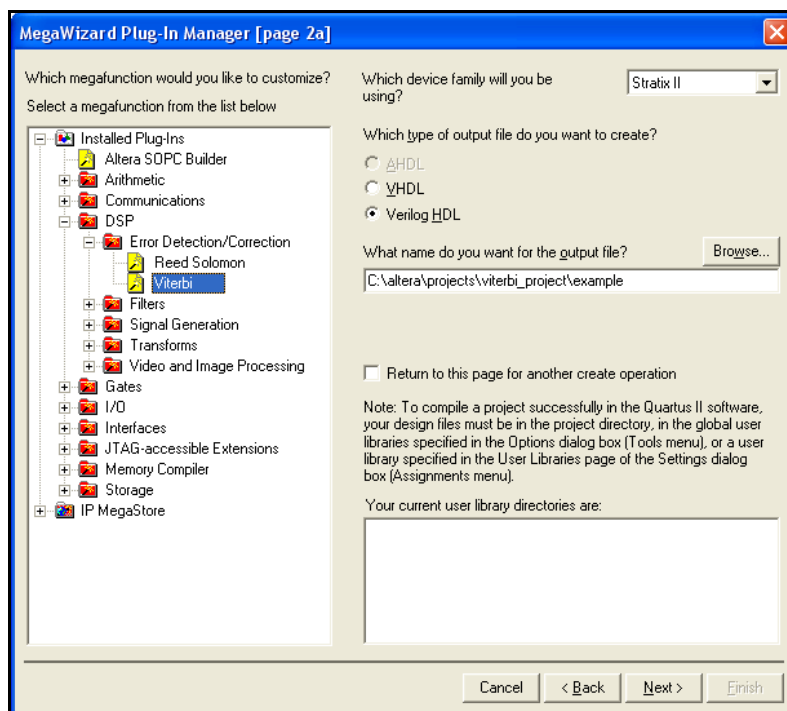 MegaWizard Plug-In Manager [page 2a]
Which megafunction would you like to customize?
Select a megafunction from the list below
Installed Plug-Ins
Altera SOPC Builder
Arithmetic
Communications
DSP
Error Detection/Correction
Reed Solomon
Viterbi
Filters
Signal Generation
Transforms
Video and Image Processing
Gates
I/O
Interfaces
JTAG-accessible Extensions
Memory Compiler
Storage
IP MegaStore
Which device family will you be
using?
Stratix II
Which type of output file do you want to create?
AHDL
VHDL
Verilog HDL
What name do you want for the output file?
Browse...
C:\altera\projects\viterbi_project\example
Return to this page for another create operation
Note: To compile a project successfully in the Quartus II software,
your design files must be in the project directory, in the global user
libraries specified in the Options dialog box (Tools menu), or a user
library specified in the User Libraries page of the Settings dialog
box (Assignments menu).
Your current user library directories are:
Cancel
< Back
Next >
Finish